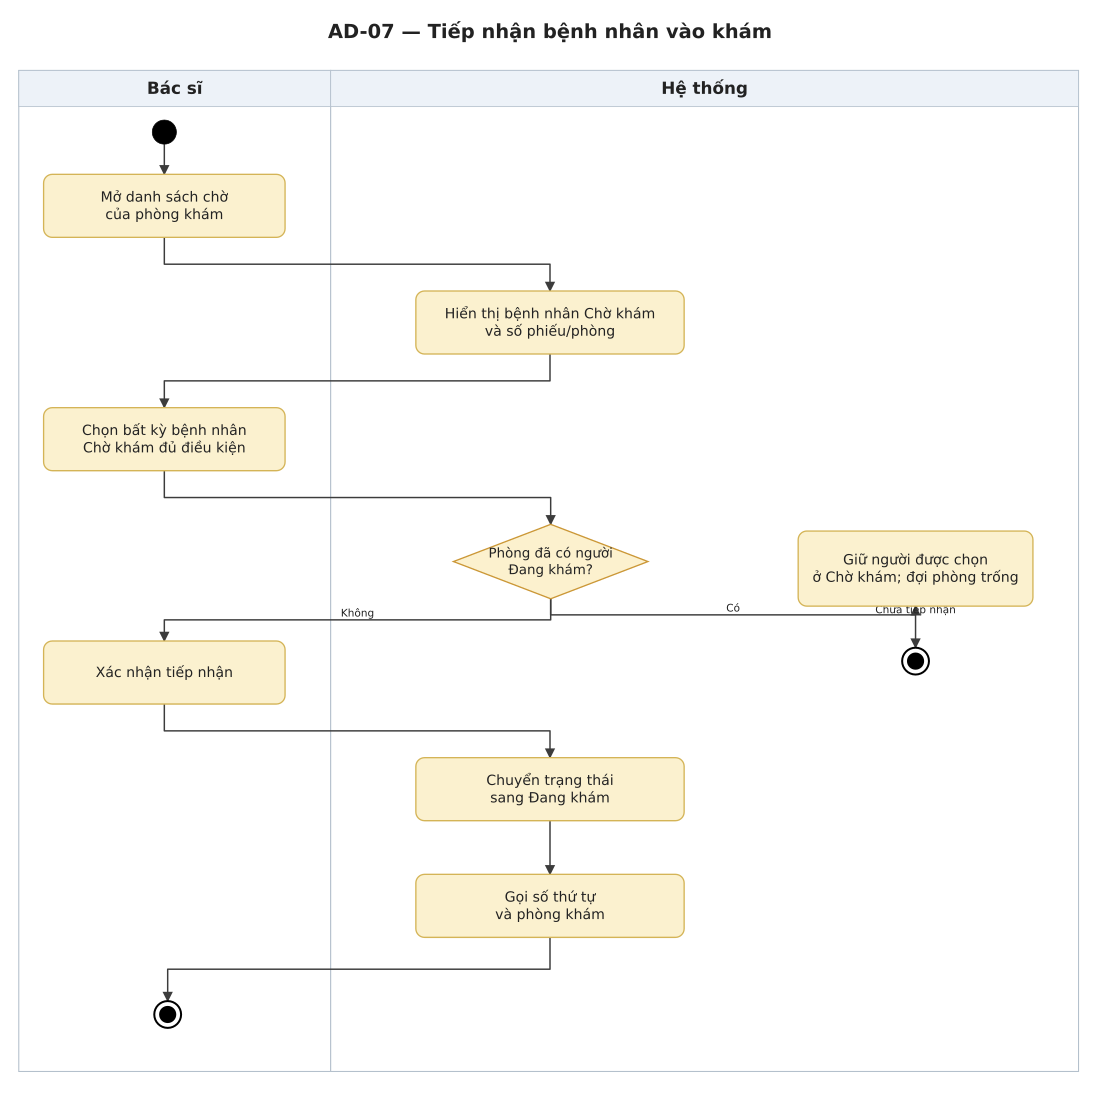 AD-07 — Tiếp nhận bệnh nhân vào khám
Bác sĩ
Hệ thống
Mở danh sách chờ
của phòng khám
Hiển thị bệnh nhân Chờ khám
và số phiếu/phòng
Chọn bất kỳ bệnh nhân
Chờ khám đủ điều kiện
Phòng đã có người
Đang khám?
Giữ người được chọn
ở Chờ khám; đợi phòng trống
Không
Có
Chưa tiếp nhận
Xác nhận tiếp nhận
Chuyển trạng thái
sang Đang khám
Gọi số thứ tự
và phòng khám